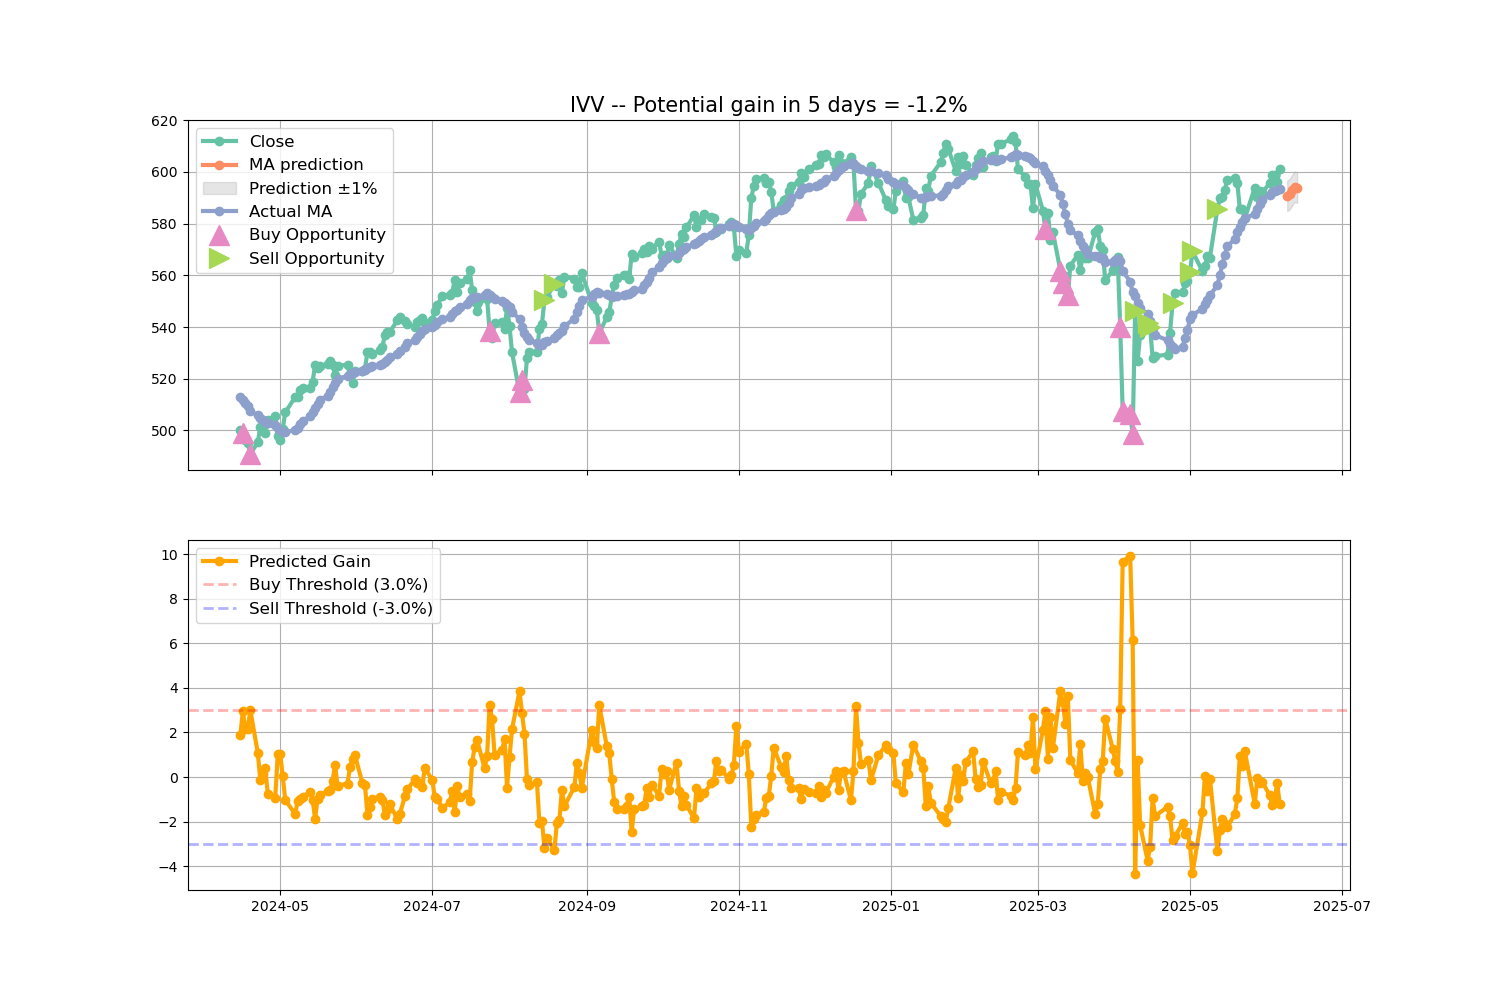 IVV -- Potential gain in 5 days = -1.2%
620
600
580
560
540
520
500
Close
MA prediction
Prediction ±1%
Actual MA
Buy Opportunity
Sell Opportunity
10
8
6
4
2
0
−2
−4
Predicted Gain
Buy Threshold (3.0%)
Sell Threshold (-3.0%)
2024-05
2024-07
2024-09
2024-11
2025-01
2025-03
2025-05
2025-07